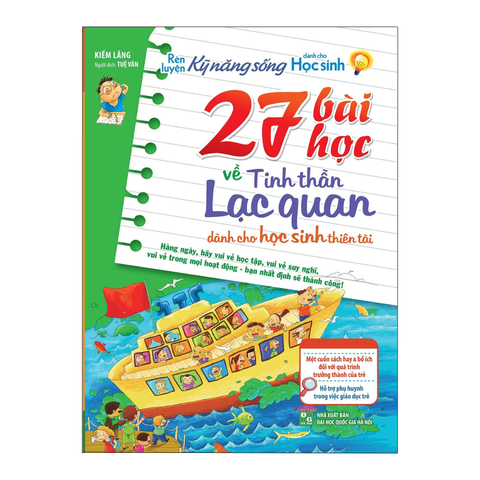 KIẾM LĂNG
Người dịch: TUỆ VĂN
Rèn luyện Kỹ năng sống dành cho Học sinh
27 bài học
về Tinh thần
Lạc quan
dành cho học sinh thiên tài
Hàng ngày, hãy vui vẻ học tập, vui vẻ suy nghĩ,
vui vẻ trong mọi hoạt động - bạn nhất định sẽ thành công!
Một cuốn sách hay & bổ ích
đối với quá trình
trưởng thành của trẻ
Hỗ trợ phụ huynh
trong việc giáo dục trẻ
NHÀ XUẤT BẢN
ĐẠI HỌC QUỐC GIA HÀ NỘI